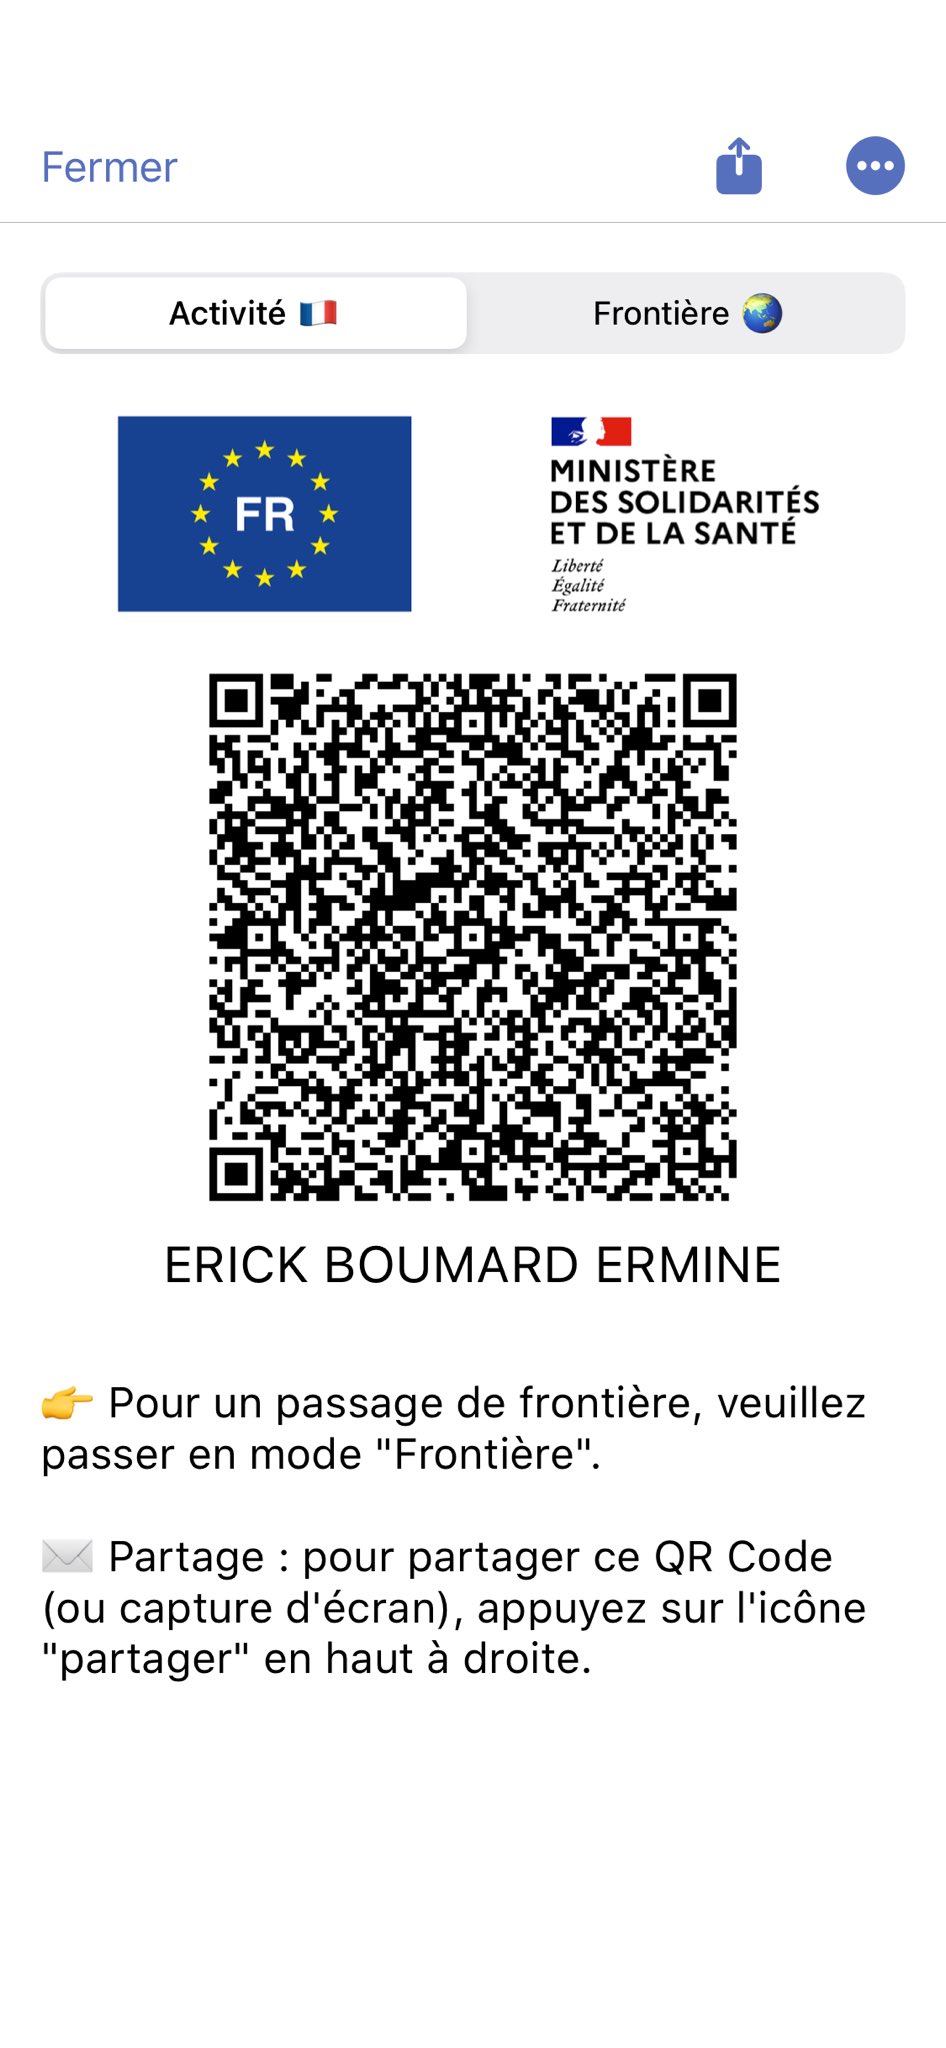 Fermer
Activité 🇫🇷
Frontière 🌏
FR
MINISTÈRE
DES SOLIDARITÉS
ET DE LA SANTÉ
Liberté
Égalité
Fraternité
ERICK BOUMARD ERMINE
👉 Pour un passage de frontière, veuillez
passer en mode "Frontière".
✉️ Partage : pour partager ce QR Code
(ou capture d'écran), appuyez sur l'icône
"partager" en haut à droite.